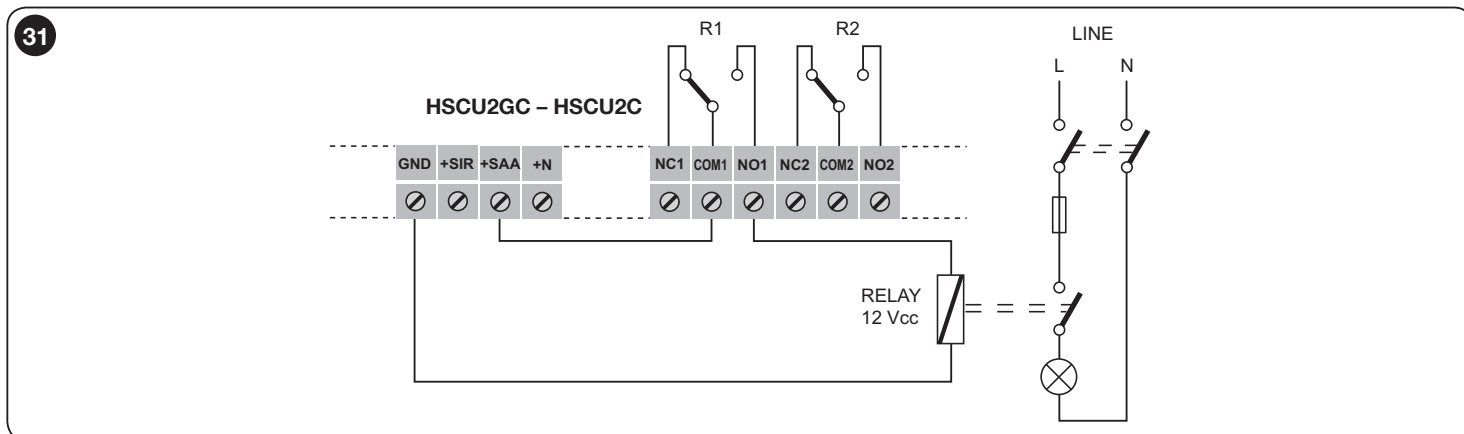 31
R1 R2 LINE
L N
HSCU2GC – HSCU2C
GND +SIR +SAA +N NC1 COM1 NO1 NC2 COM2 NO2
RELAY
12 Vcc